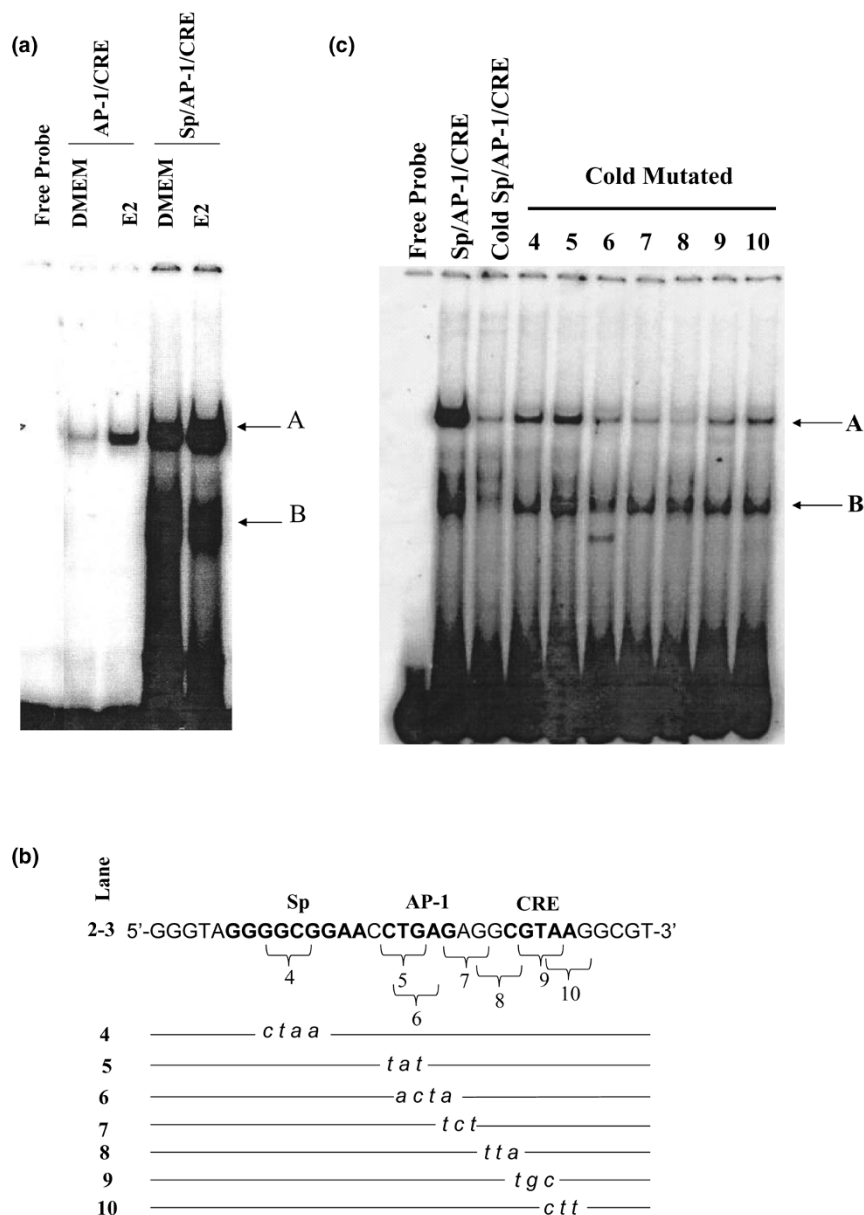 (a)
Free Probe
AP-1/CRE
DMEM
E2
Sp/AP-1/CRE
DMEM
E2
A
B
(c)
Free Probe
Sp/AP-1/CRE
Cold Sp/AP-1/CRE
Cold Mutated
4 5 6 7 8 9 10
A
B
(b)
Lane
Sp AP-1 CRE
2-3 5'-GGGTAGGGGCGGAACCTGAGAGGCGTAAGGCGT-3'
4 5 7 8 9 10
6
4 c t a a
5 t a t
6 a c t a
7 t c t
8 t t a
9 t g c
10 c t t